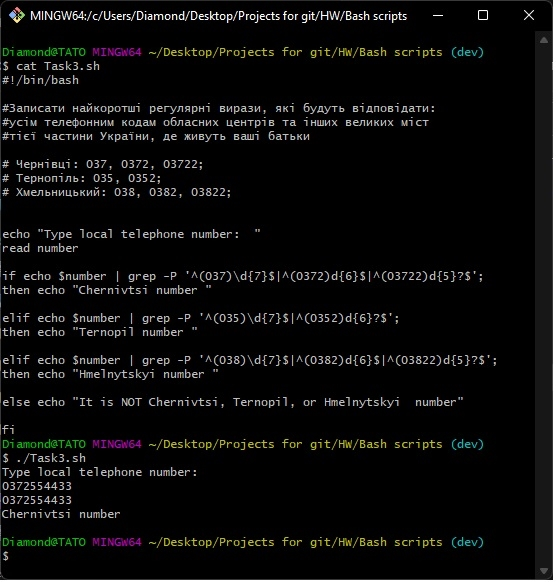 MINGW64:/c/Users/Diamond/Desktop/Projects for git/HW/Bash scripts
Diamond@TATO MINGW64 ~/Desktop/Projects for git/HW/Bash scripts (dev)
$ cat Task3.sh
#!/bin/bash
#Записати найкоротші регулярні вирази, які будуть відповідати:
#усім телефонним кодам обласних центрів та інших великих міст
#тієї частини України, де живуть ваші батьки
# Чернівці: 037, 0372, 03722;
# Тернопіль: 035, 0352;
# Хмельницький: 038, 0382, 03822;
echo "Type local telephone number:  "
read number
if echo $number | grep -P '^(037)\d{7}$|^(0372)d{6}$|^(03722)d{5}?$';
then echo "Chernivtsi number "
elif echo $number | grep -P '^(035)\d{7}$|^(0352)d{6}?$';
then echo "Ternopil number "
elif echo $number | grep -P '^(038)\d{7}$|^(0382)d{6}$|^(03822)d{5}?$';
then echo "Hmelnytskyi number "
else echo "It is NOT Chernivtsi, Ternopil, or Hmelnytskyi  number"
fi
Diamond@TATO MINGW64 ~/Desktop/Projects for git/HW/Bash scripts (dev)
$ ./Task3.sh
Type local telephone number:
0372554433
0372554433
Chernivtsi number
Diamond@TATO MINGW64 ~/Desktop/Projects for git/HW/Bash scripts (dev)
$